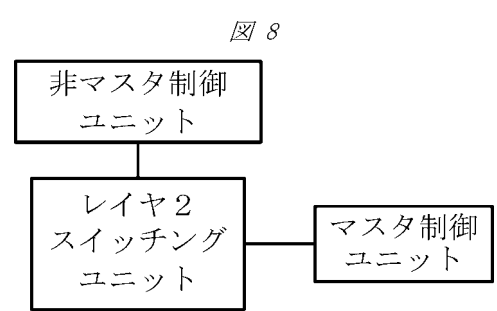 図 8
非マスタ制御
ユニット
レイヤ２
スイッチング
ユニット
マスタ制御
ユニット